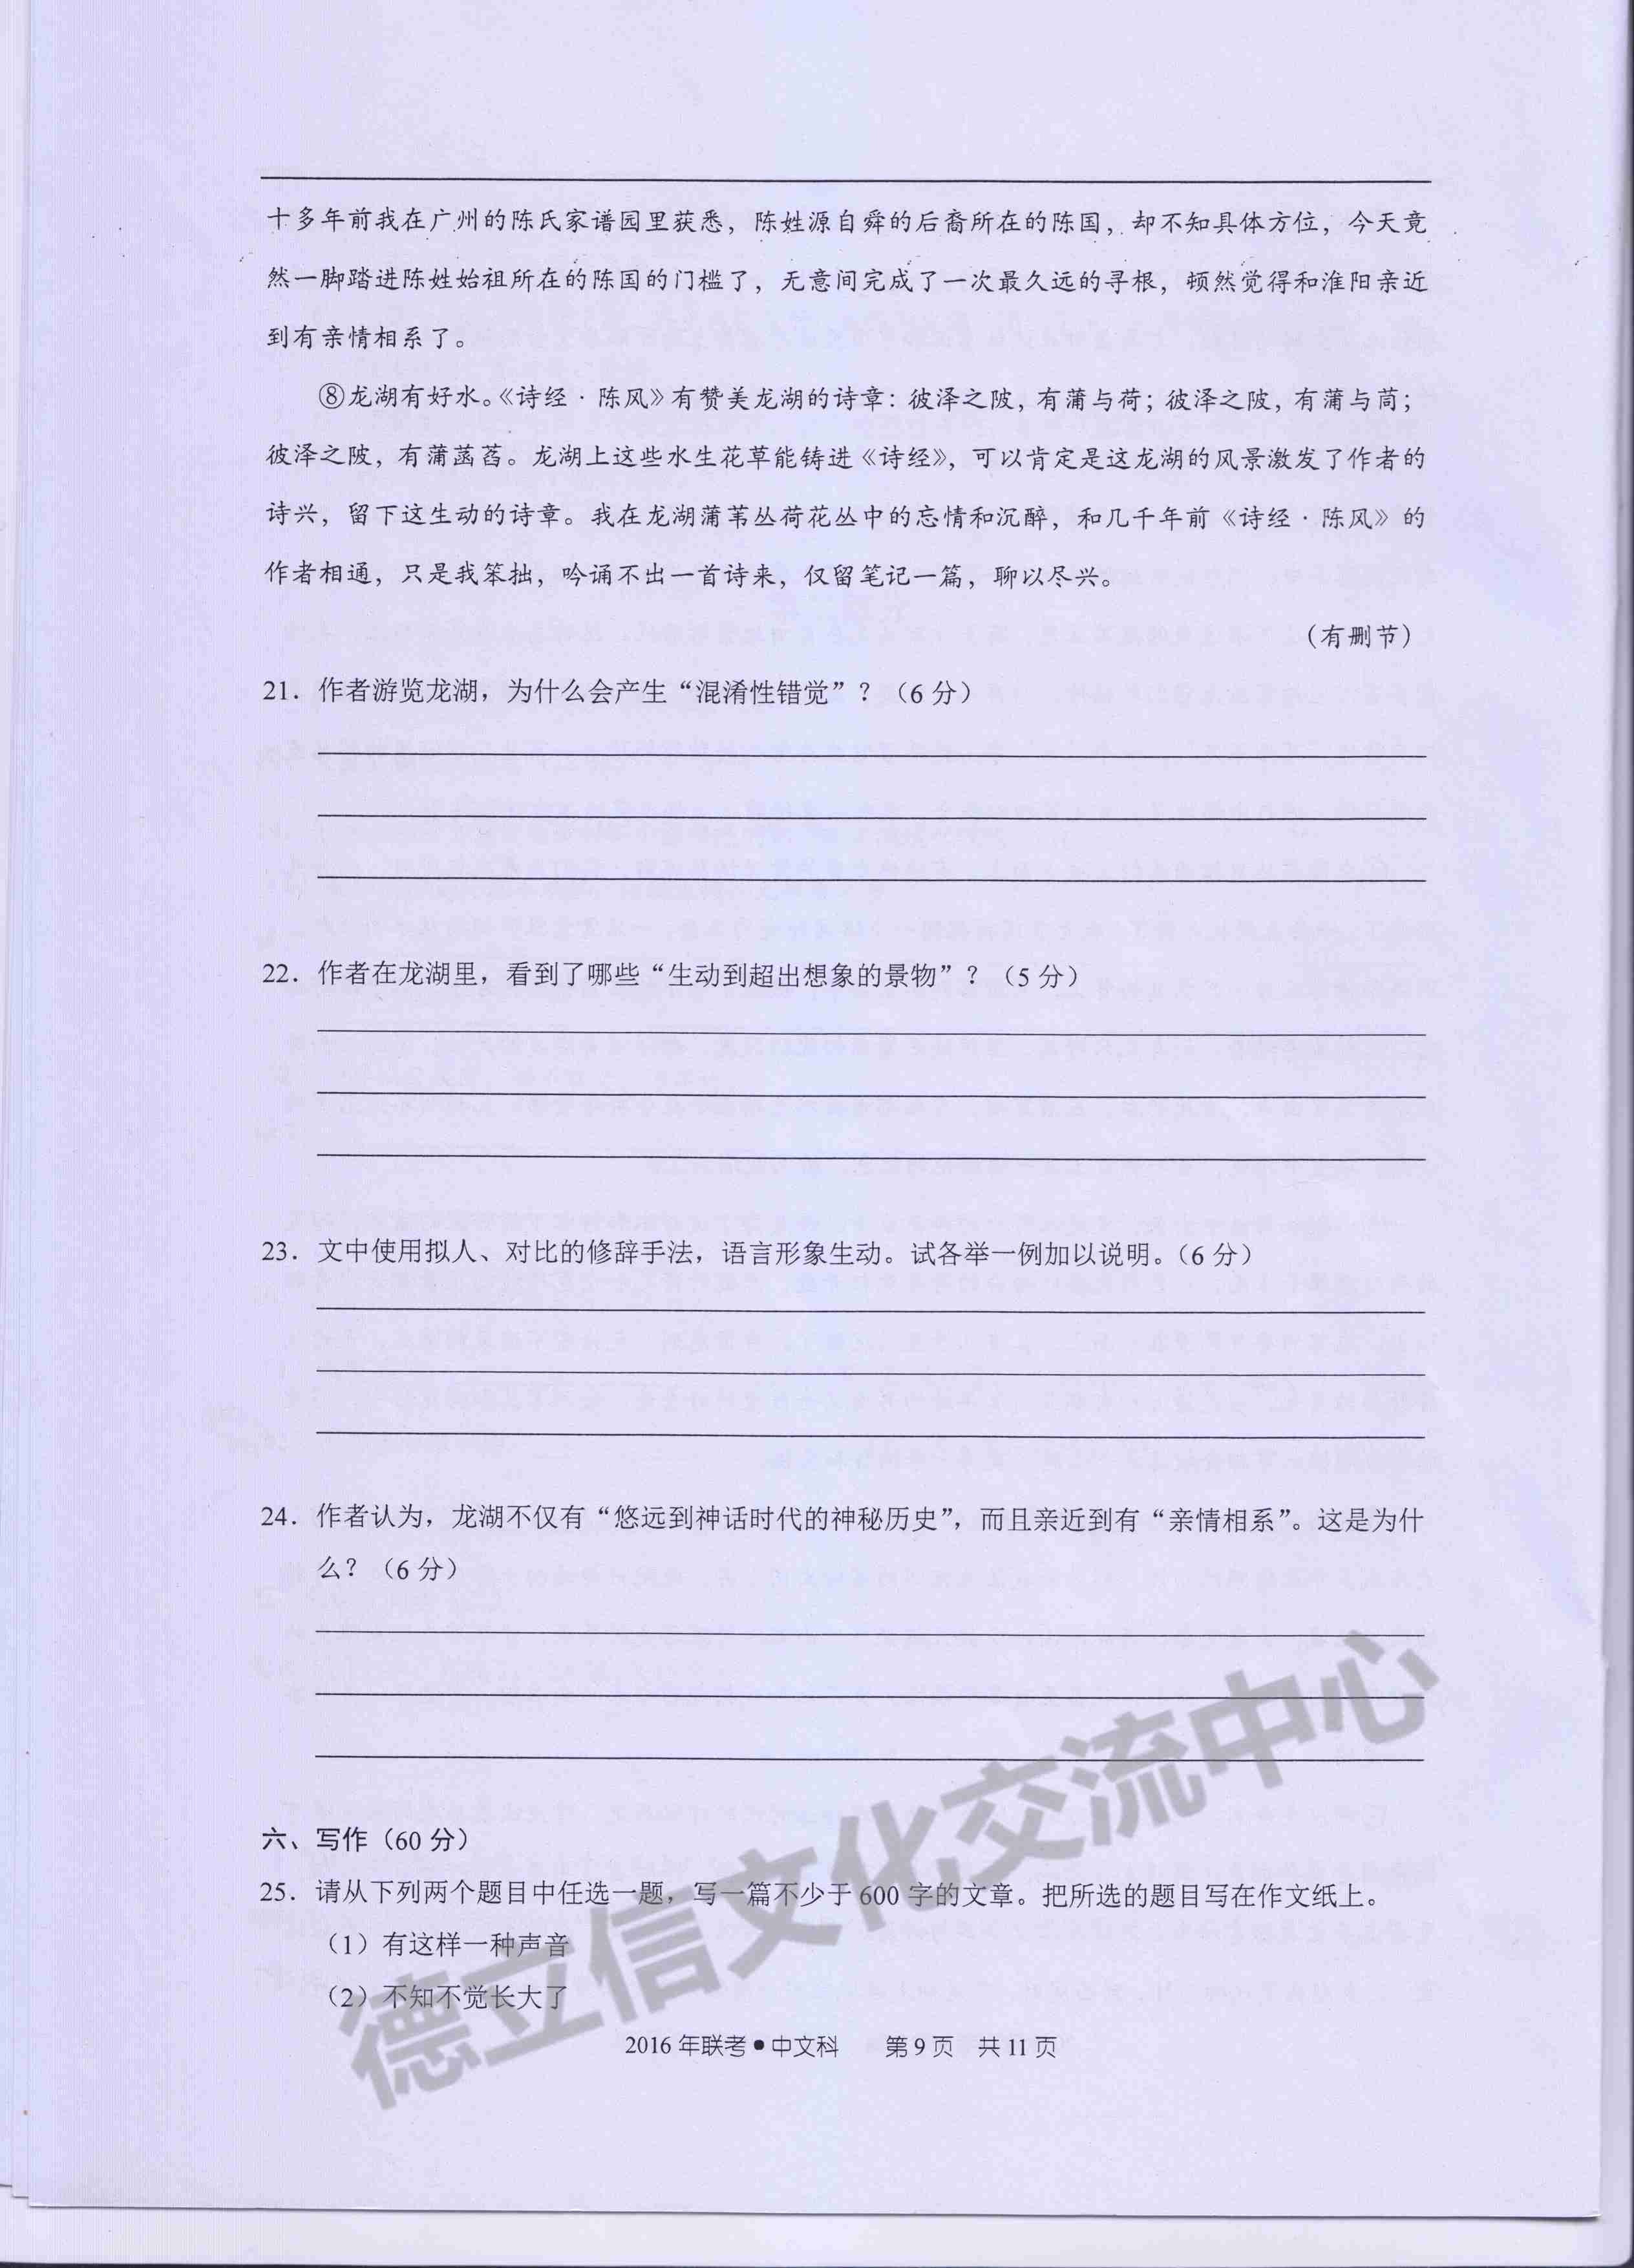 十多年前我在广州的陈氏家谱园里获悉，陈姓源自舜的后裔所在的陈国，却不知具体方位，今天竟
然一脚踏进陈姓始祖所在的陈国的门槛了，无意间完成了一次最久远的寻根，顿然觉得和淮阳亲近
到有亲情相系了。
⑧龙湖有好水。《诗经·陈风》有赞美龙湖的诗章：彼泽之陂，有蒲与荷；彼泽之陂，有蒲与蕳；
彼泽之陂，有蒲菡萏。龙湖上这些水生花草能铸进《诗经》，可以肯定是这龙湖的风景激发了作者的
诗兴，留下这生动的诗章。我在龙湖蒲苇丛荷花丛中的忘情和沉醉，和几千年前《诗经·陈风》的
作者相通，只是我笨拙，吟诵不出一首诗来，仅留笔记一篇，聊以尽兴。
（有删节）
21．作者游览龙湖，为什么会产生“混淆性错觉”？（6 分）
22．作者在龙湖里，看到了哪些“生动到超出想象的景物”？（5 分）
23．文中使用拟人、对比的修辞手法，语言形象生动。试各举一例加以说明。（6 分）
24．作者认为，龙湖不仅有“悠远到神话时代的神秘历史”，而且亲近到有“亲情相系”。这是为什
么？（6 分）
六、写作（60 分）
25．请从下列两个题目中任选一题，写一篇不少于 600 字的文章。把所选的题目写在作文纸上。
（1）有这样一种声音
（2）不知不觉长大了
2016 年联考●中文科 第 9 页 共 11 页
德立信文化交流中心